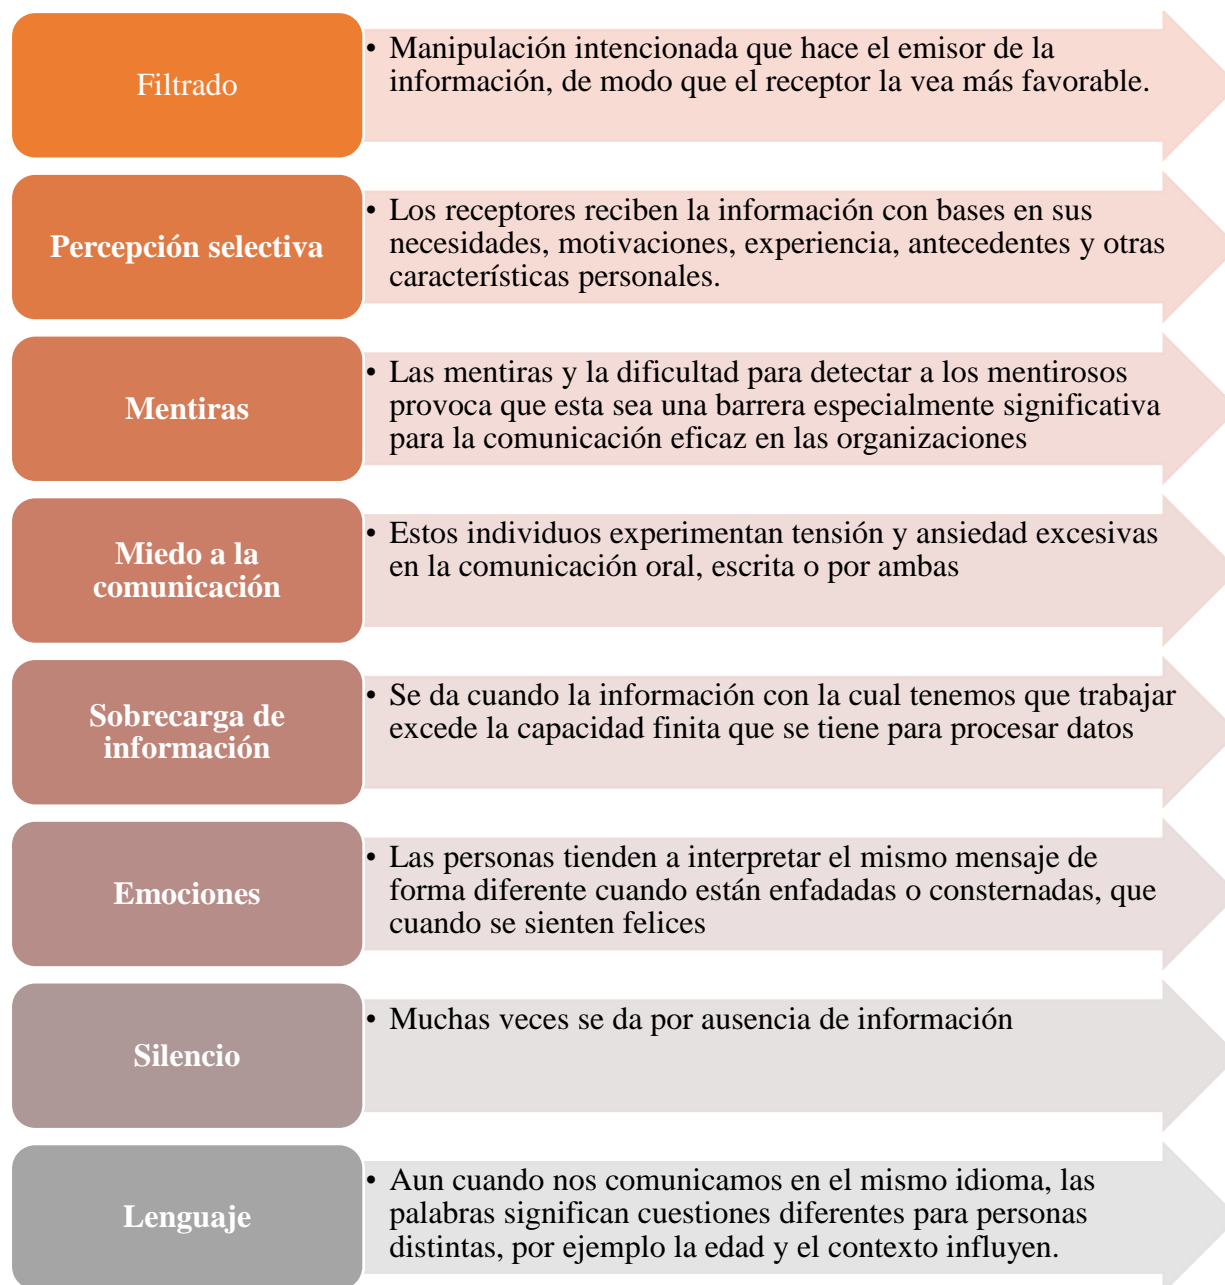 Filtrado
• Manipulación intencionada que hace el emisor de la
información, de modo que el receptor la vea más favorable.
Percepción selectiva
• Los receptores reciben la información con bases en sus
necesidades, motivaciones, experiencia, antecedentes y otras
características personales.
Mentiras
• Las mentiras y la dificultad para detectar a los mentirosos
provoca que esta sea una barrera especialmente significativa
para la comunicación eficaz en las organizaciones
Miedo a la
comunicación
• Estos individuos experimentan tensión y ansiedad excesivas
en la comunicación oral, escrita o por ambas
Sobrecarga de
información
• Se da cuando la información con la cual tenemos que trabajar
excede la capacidad finita que se tiene para procesar datos
Emociones
• Las personas tienden a interpretar el mismo mensaje de
forma diferente cuando están enfadadas o consternadas, que
cuando se sienten felices
Silencio
• Muchas veces se da por ausencia de información
Lenguaje
• Aun cuando nos comunicamos en el mismo idioma, las
palabras significan cuestiones diferentes para personas
distintas, por ejemplo la edad y el contexto influyen.